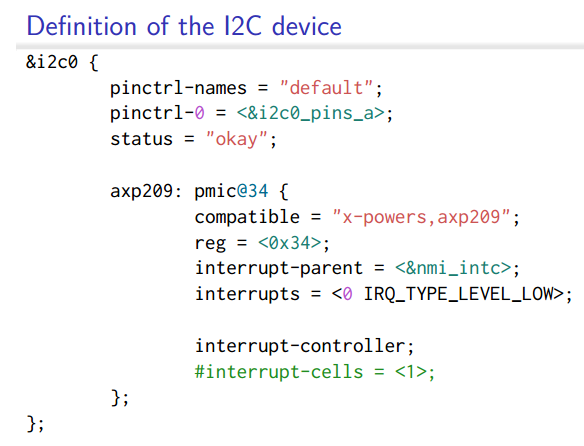 Definition of the I2C device
&i2c0 {
pinctrl-names = "default";
pinctrl-0 = <&i2c0_pins_a>;
status = "okay";
axp209: pmic@34 {
compatible = "x-powers,axp209";
reg = <0x34>;
interrupt-parent = <&nmi_intc>;
interrupts = <0 IRQ_TYPE_LEVEL_LOW>;
interrupt-controller;
#interrupt-cells = <1>;
};
};